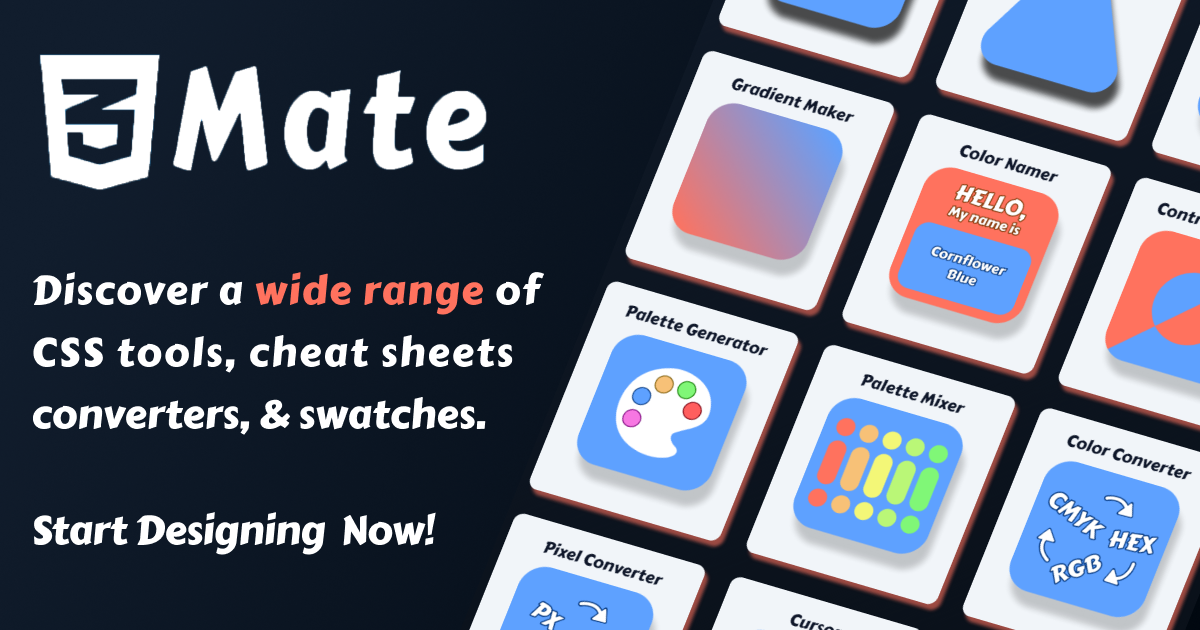 3 Mate
Discover a wide range of
CSS tools, cheat sheets
converters, & swatches.
Start Designing Now!
Gradient Maker
Color Namer
HELLO,
My name is
Cornflower
Blue
Palette Generator
Palette Mixer
Color Converter
CMYK
HEX
RGB
Pixel Converter
PX